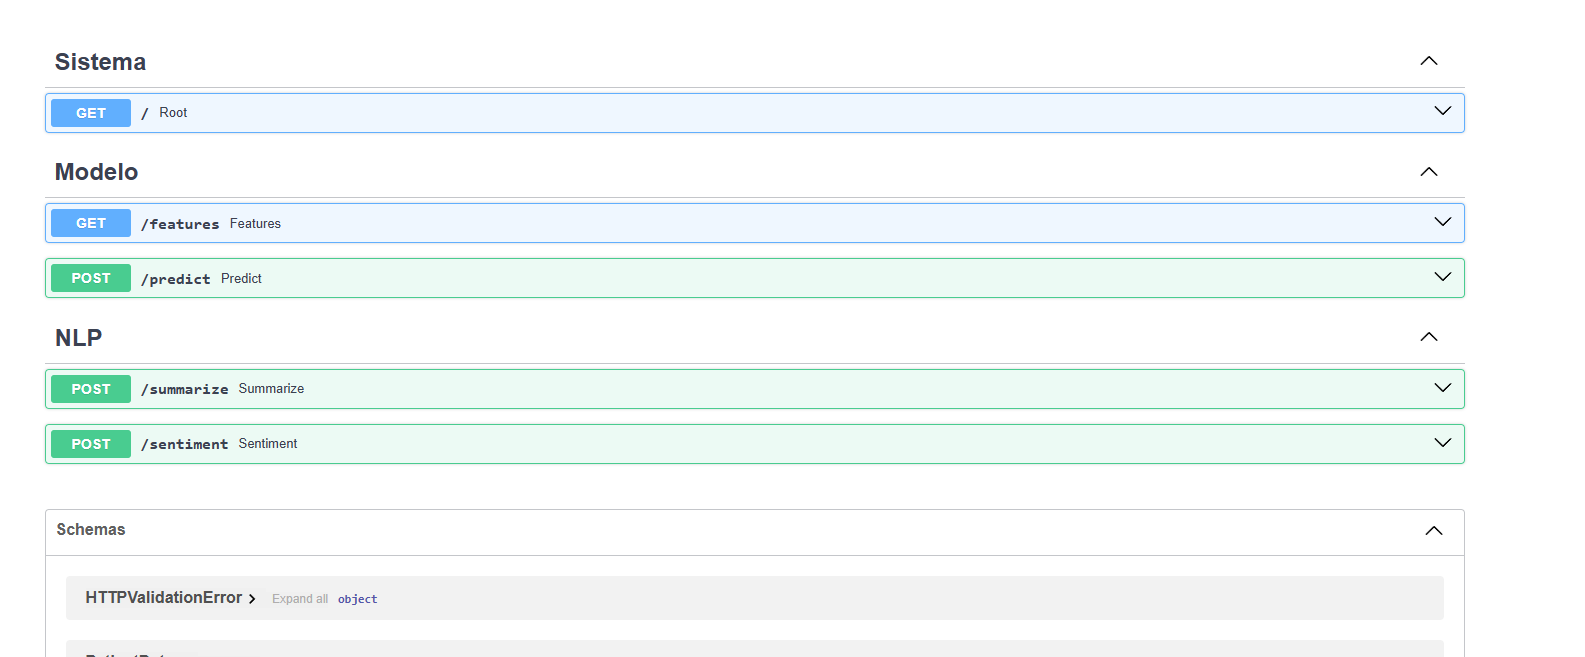 Sistema
GET / Root
Modelo
GET /features Features
POST /predict Predict
NLP
POST /summarize Summarize
POST /sentiment Sentiment
Schemas
HTTPValidationError Expand all object